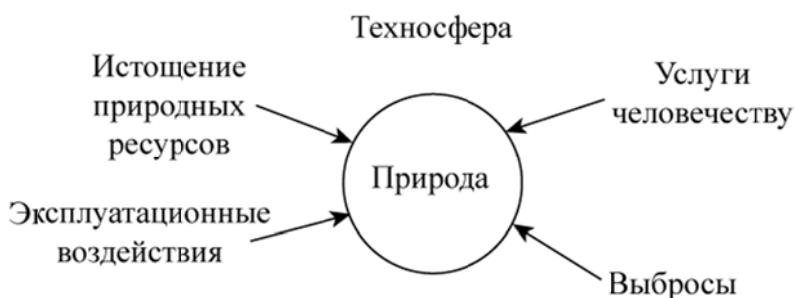 Техносфера
Истощение
природных
ресурсов
Услуги
человечеству
Природа
Эксплуатационные
воздействия
Выбросы